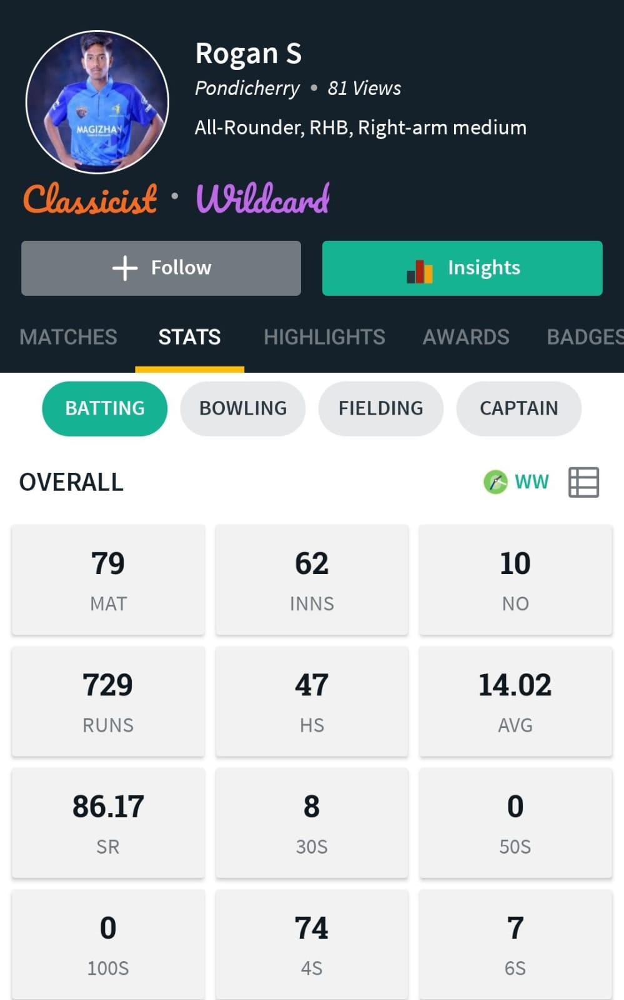 Rogan S
Pondicherry • 81 Views
All-Rounder, RHB, Right-arm medium
MAGIZHAN
Classicist • Wildcard
+ Follow
Insights
MATCHES STATS HIGHLIGHTS AWARDS BADGES
BATTING BOWLING FIELDING CAPTAIN
OVERALL WW
79 62 10
MAT INNS NO
729 47 14.02
RUNS HS AVG
86.17 8 0
SR 30S 50S
0 74 7
100S 4S 6S